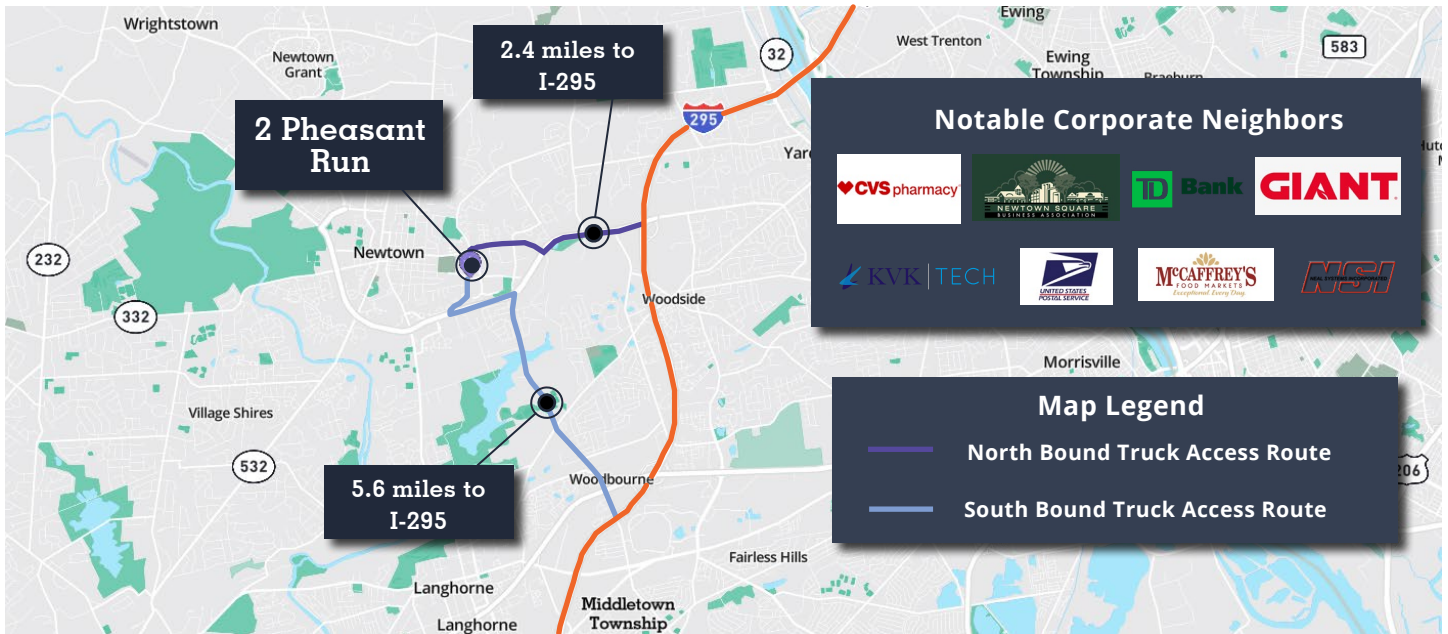 Wrightstown
Newtown
Grant
2.4 miles to
I-295
2 Pheasant
Run
32
295
West Trenton
Ewing
Ewing
Township
583
Notable Corporate Neighbors
CVS pharmacy
NEWTOWN SQUARE
BUSINESS ASSOCIATION
TD Bank
GIANT
KVK TECH
UNITED STATES
POSTAL SERVICE
McCAFFREY'S
FOOD MARKETS
Exceptional. Every Day.
NSI
232
Newtown
332
Woodside
Village Shires
532
5.6 miles to
I-295
Woodbourne
Morrisville
Map Legend
North Bound Truck Access Route
South Bound Truck Access Route
206
Fairless Hills
Langhorne
Middletown
Township
Langhorne